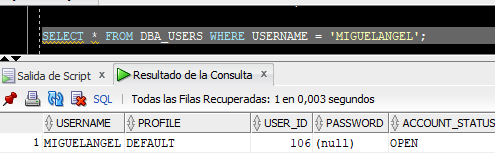 SELECT * FROM DBA_USERS WHERE USERNAME = 'MIGUELANGEL';
Salida de Script x Resultado de la Consulta x
SQL | Todas las Filas Recuperadas: 1 en 0,003 segundos
USERNAME PROFILE USER_ID PASSWORD ACCOUNT_STATUS
1 MIGUELANGEL DEFAULT 106 (null) OPEN